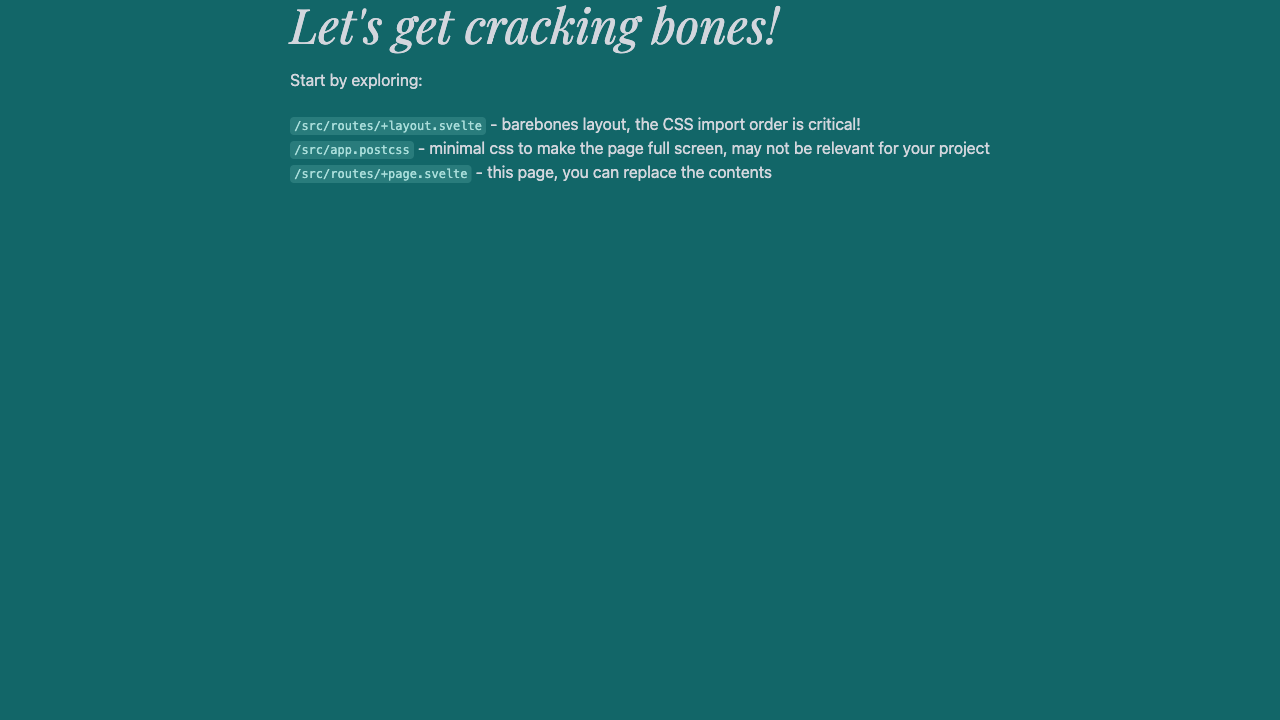 Let's get cracking bones!
Start by exploring:
/src/routes/+layout.svelte - barebones layout, the CSS import order is critical!
/src/app.postcss - minimal css to make the page full screen, may not be relevant for your project
/src/routes/+page.svelte - this page, you can replace the contents